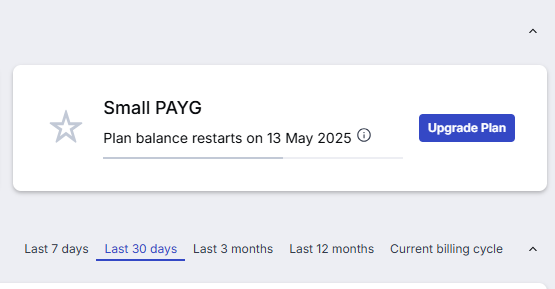 Small PAYG
Plan balance restarts on 13 May 2025
Upgrade Plan
Last 7 days Last 30 days Last 3 months Last 12 months Current billing cycle